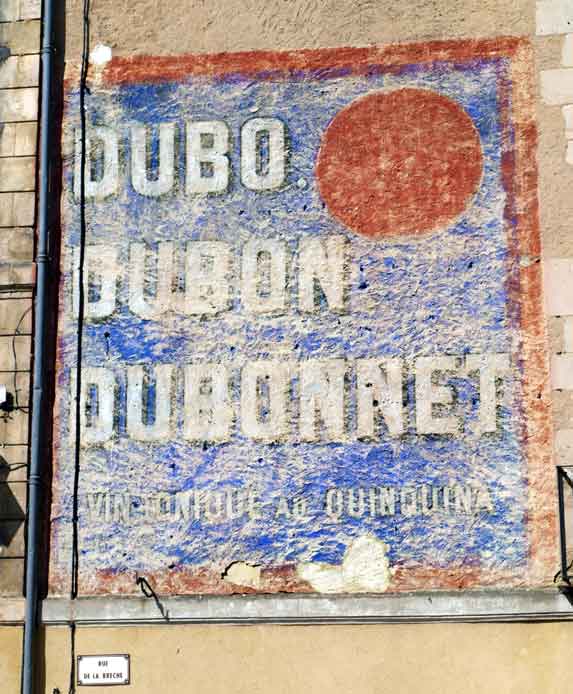 DUBO.
DUBON
DUBONNET
VIN TONIQUE AU QUINQUINA
RUE
DE LA BRECHE